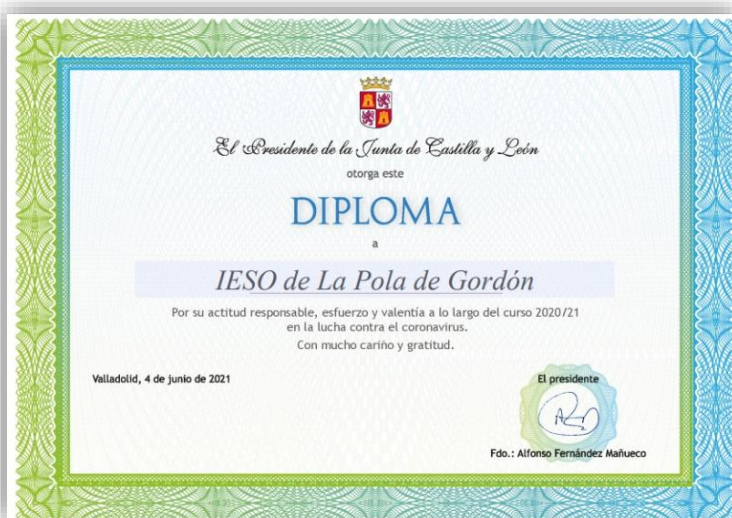 El Presidente de la Junta de Castilla y León
otorga este
DIPLOMA
a
IESO de La Pola de Gordón
Por su actitud responsable, esfuerzo y valentía a lo largo del curso 2020/21
en la lucha contra el coronavirus.
Con mucho cariño y gratitud.
Valladolid, 4 de junio de 2021
El presidente
Fdo.: Alfonso Fernández Mañueco